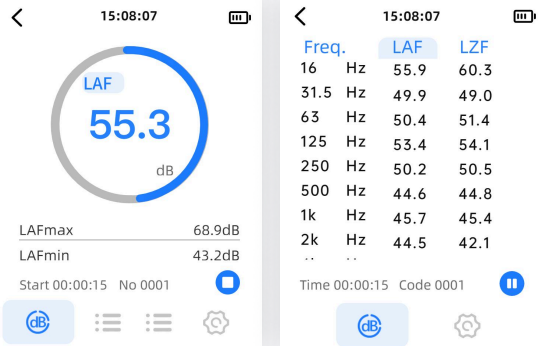 15:08:07
LAF
55.3
dB
LAFmax 68.9dB
LAFmin 43.2dB
Start 00:00:15 No 0001
dB
15:08:07
Freq. LAF LZF
16 Hz 55.9 60.3
31.5 Hz 49.9 49.0
63 Hz 50.4 51.4
125 Hz 53.4 54.1
250 Hz 50.2 50.5
500 Hz 44.6 44.8
1k Hz 45.7 45.4
2k Hz 44.5 42.1
Time 00:00:15 Code 0001
dB